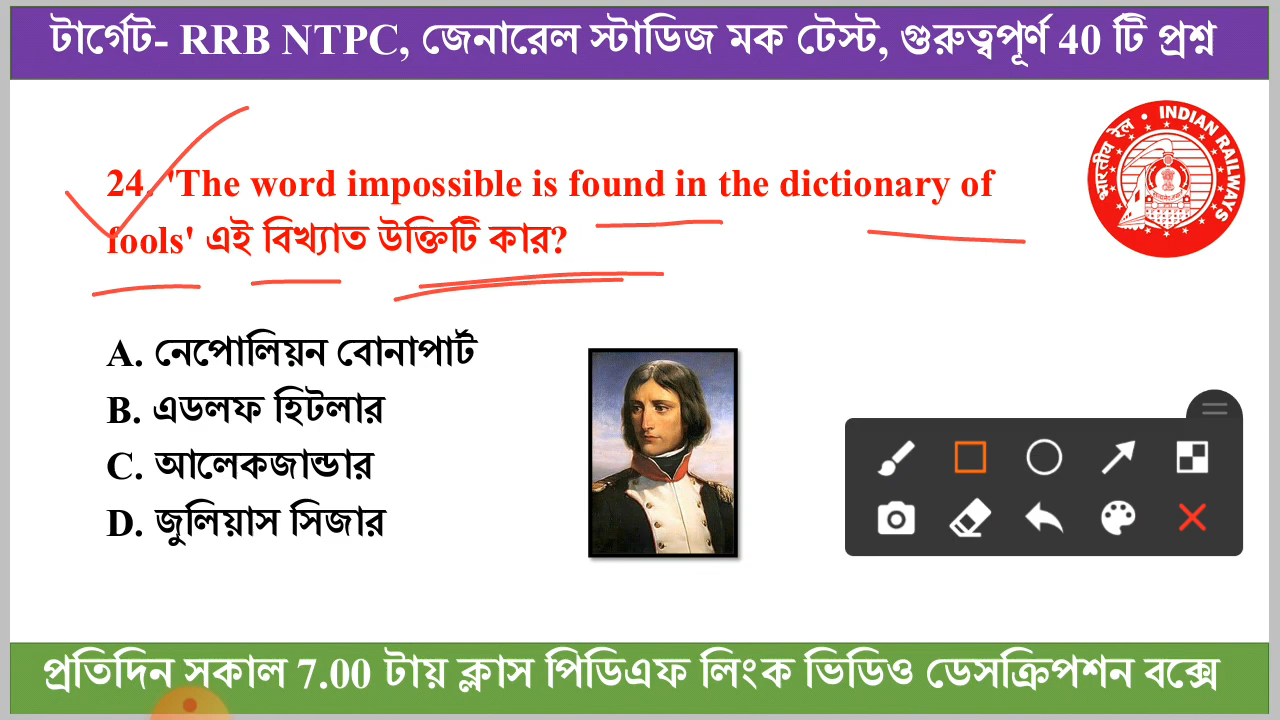 টার্গেট- RRB NTPC, জেনারেল স্টাডিজ মক টেস্ট, গুরুত্বপূর্ণ 40 টি প্রশ্ন
भारतीय रेल • INDIAN RAILWAYS
24. 'The word impossible is found in the dictionary of
fools' এই বিখ্যাত উক্তিটি কার?
A. নেপোলিয়ন বোনাপার্ট
B. এডলফ হিটলার
C. আলেকজান্ডার
D. জুলিয়াস সিজার
প্রতিদিন সকাল 7.00 টায় ক্লাস পিডিএফ লিংক ভিডিও ডেসক্রিপশন বক্সে